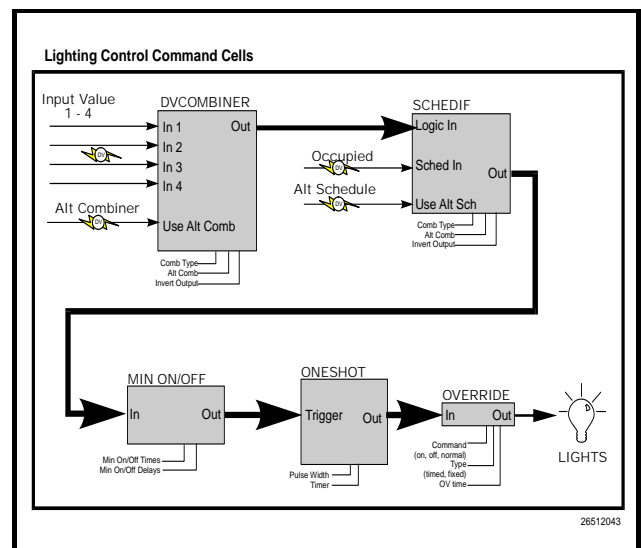 Lighting Control Command Cells
Input Value
1 - 4
DVCOMBINER
In 1
Out
In 2
DV
In 3
In 4
Alt Combiner
DV
Use Alt Comb
Comb Type
Alt Comb
Invert Output
SCHEDIF
Logic In
Occupied
DV
Sched In
Out
Alt Schedule
DV
Use Alt Sch
Comb Type
Alt Comb
Invert Output
MIN ON/OFF
In
Out
Min On/Off Times
Min On/Off Delays
ONESHOT
Trigger
Out
Pulse Width
Timer
OVERRIDE
In
Out
Command
(on, off, normal)
Type
(timed, fixed)
OV time
LIGHTS
26512043